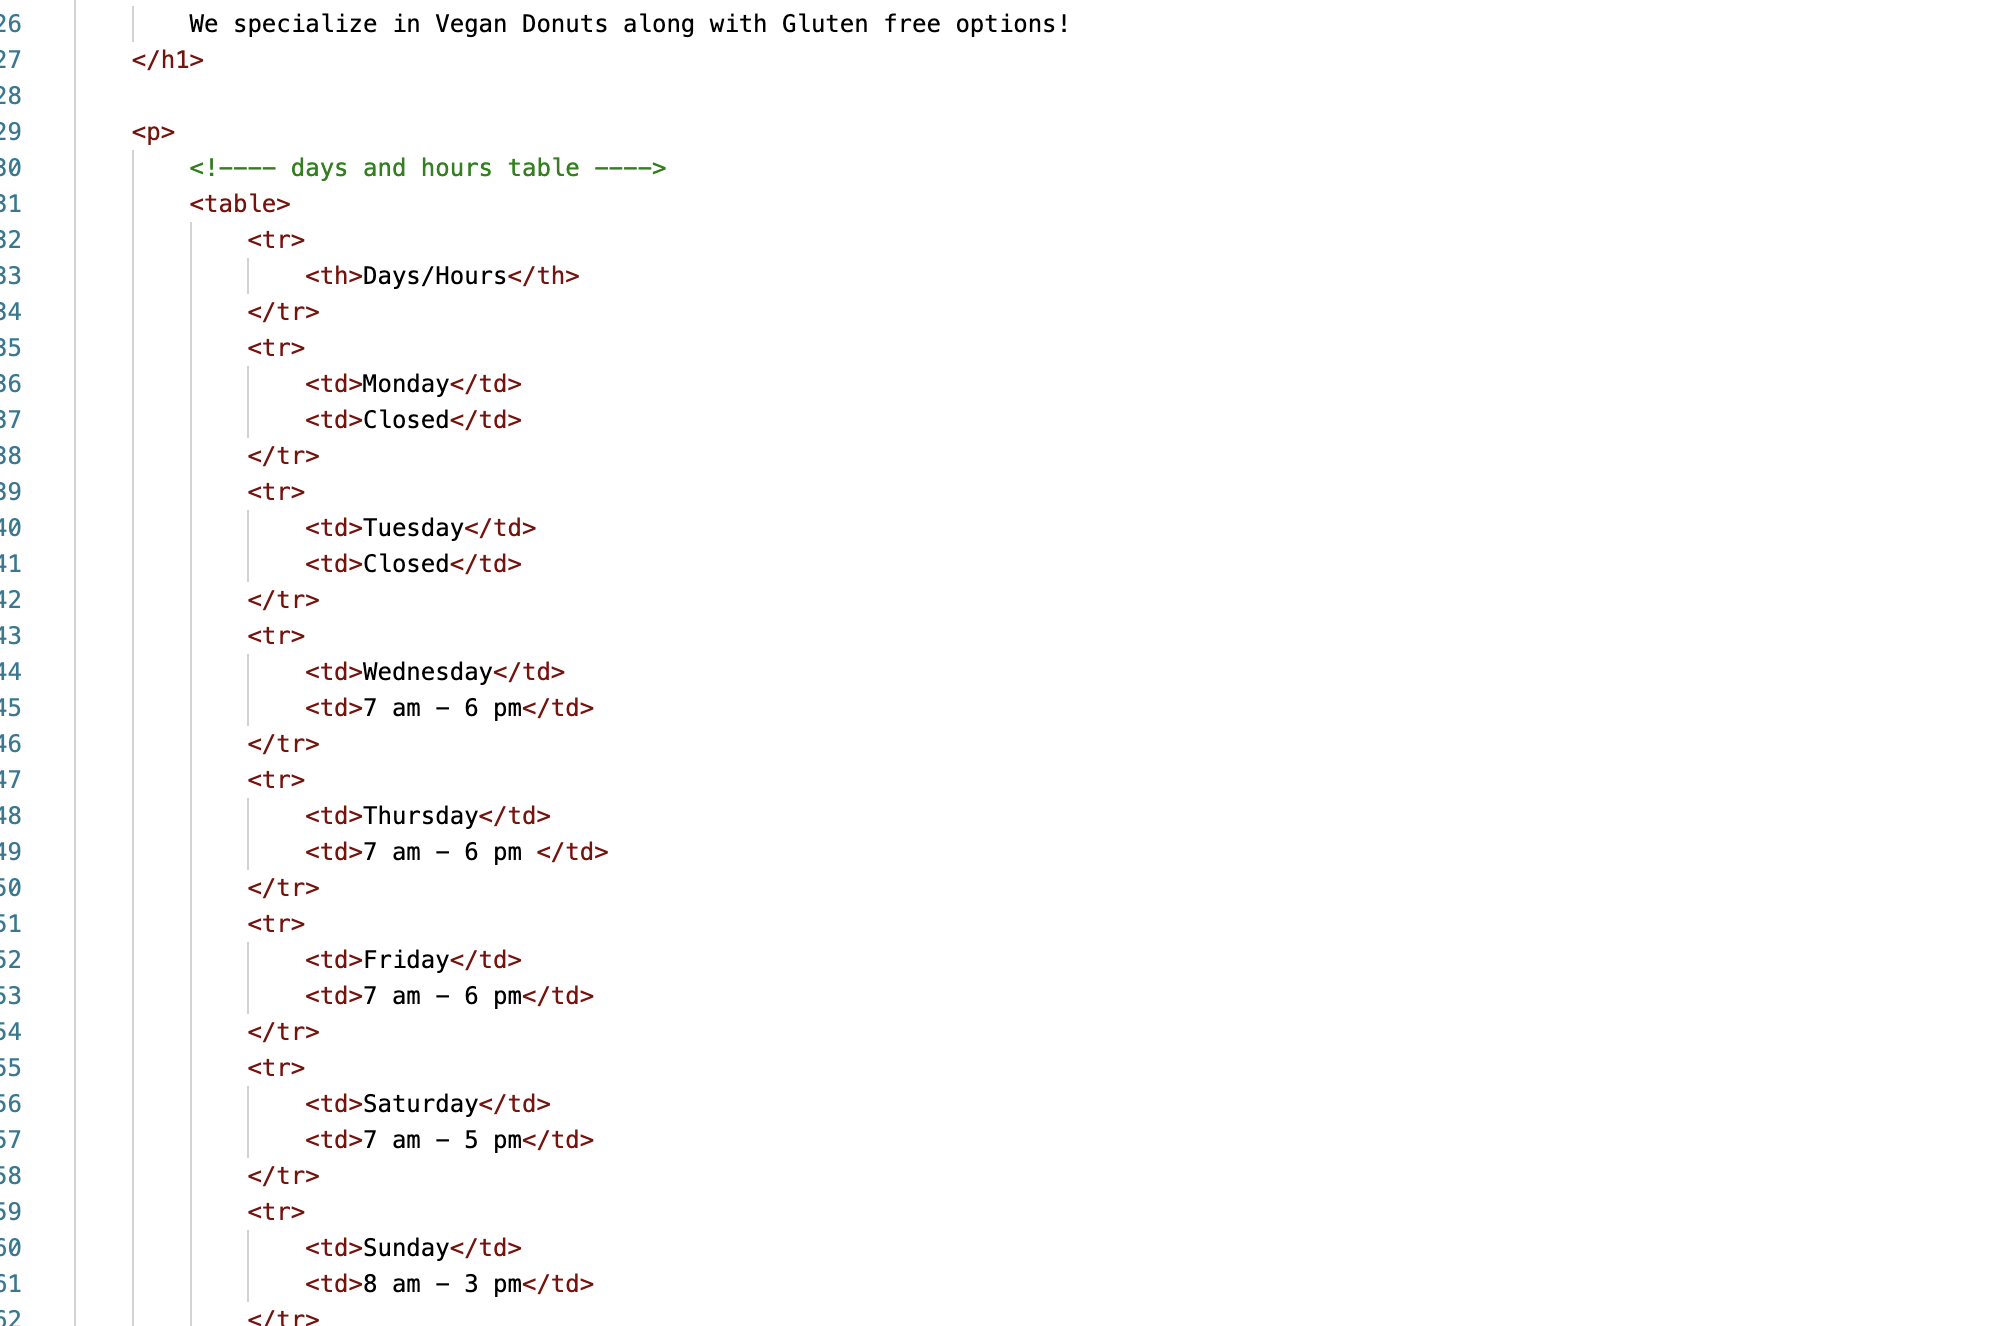 26 We specialize in Vegan Donuts along with Gluten free options!
27 </h1>
28
29 <p>
30 <!---- days and hours table ---->
31 <table>
32 <tr>
33 <th>Days/Hours</th>
34 </tr>
35 <tr>
36 <td>Monday</td>
37 <td>Closed</td>
38 </tr>
39 <tr>
40 <td>Tuesday</td>
41 <td>Closed</td>
42 </tr>
43 <tr>
44 <td>Wednesday</td>
45 <td>7 am - 6 pm</td>
46 </tr>
47 <tr>
48 <td>Thursday</td>
49 <td>7 am - 6 pm </td>
50 </tr>
51 <tr>
52 <td>Friday</td>
53 <td>7 am - 6 pm</td>
54 </tr>
55 <tr>
56 <td>Saturday</td>
57 <td>7 am - 5 pm</td>
58 </tr>
59 <tr>
60 <td>Sunday</td>
61 <td>8 am - 3 pm</td>
62 </tr>